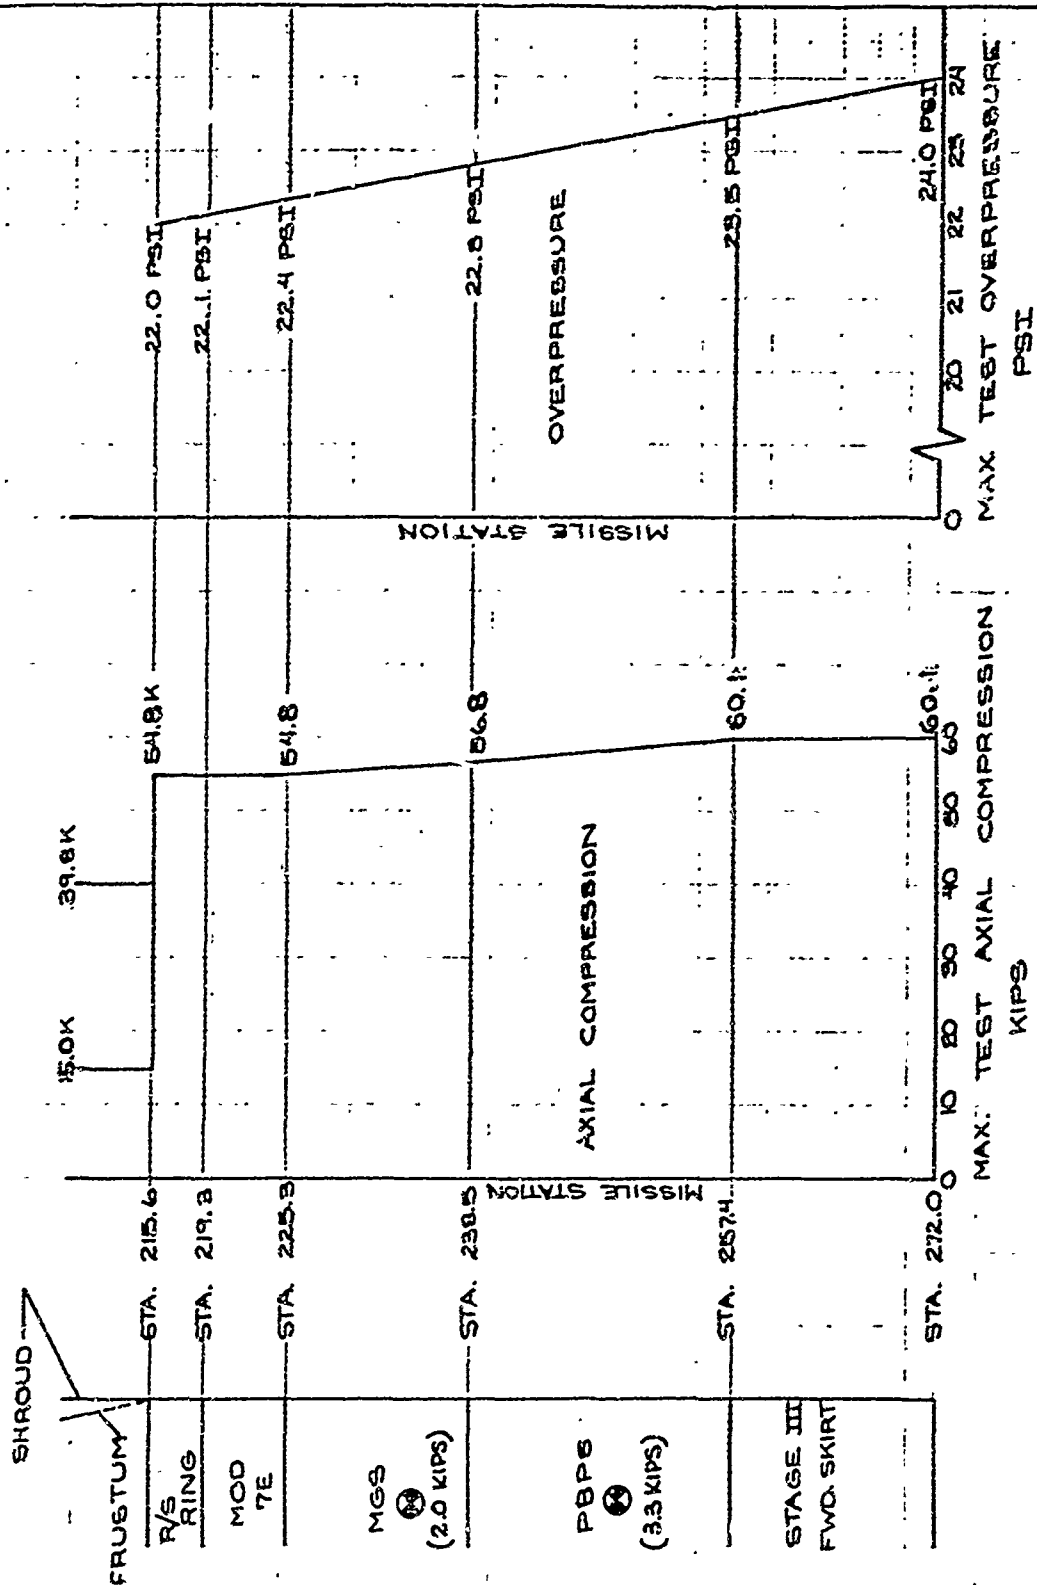 SHROUD
FRUSTUM
R/S
RING
MOD
7E
MGS
(2.0 KIPS)
PBPS
(3.3 KIPS)
STAGE III
FWD. SKIRT
STA. 215.6
STA. 219.3
STA. 225.3
STA. 238.5
STA. 257.4
STA. 272.0
MISSILE STATION
15.0K
39.8K
54.8K
54.8
56.8
60.1
AXIAL COMPRESSION
0 10 20 30 40 50 60
MAX. TEST AXIAL COMPRESSION
KIPS
MISSILE STATION
22.0 PSI
22.1 PSI
22.4 PSI
22.8 PSI
23.5 PSI
24.0 PSI
OVERPRESSURE
0 20 21 22 23 24
MAX. TEST OVERPRESSURE
PSI